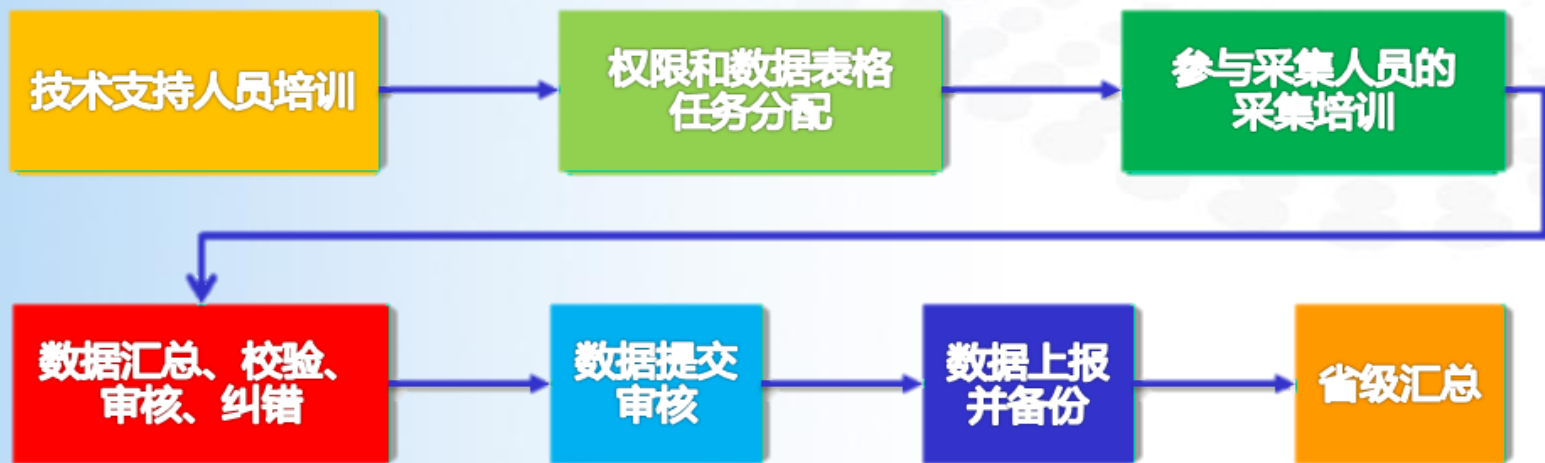 技术支持人员培训
权限和数据表格
任务分配
参与采集人员的
采集培训
数据汇总、校验、
审核、纠错
数据提交
审核
数据上报
并备份
省级汇总